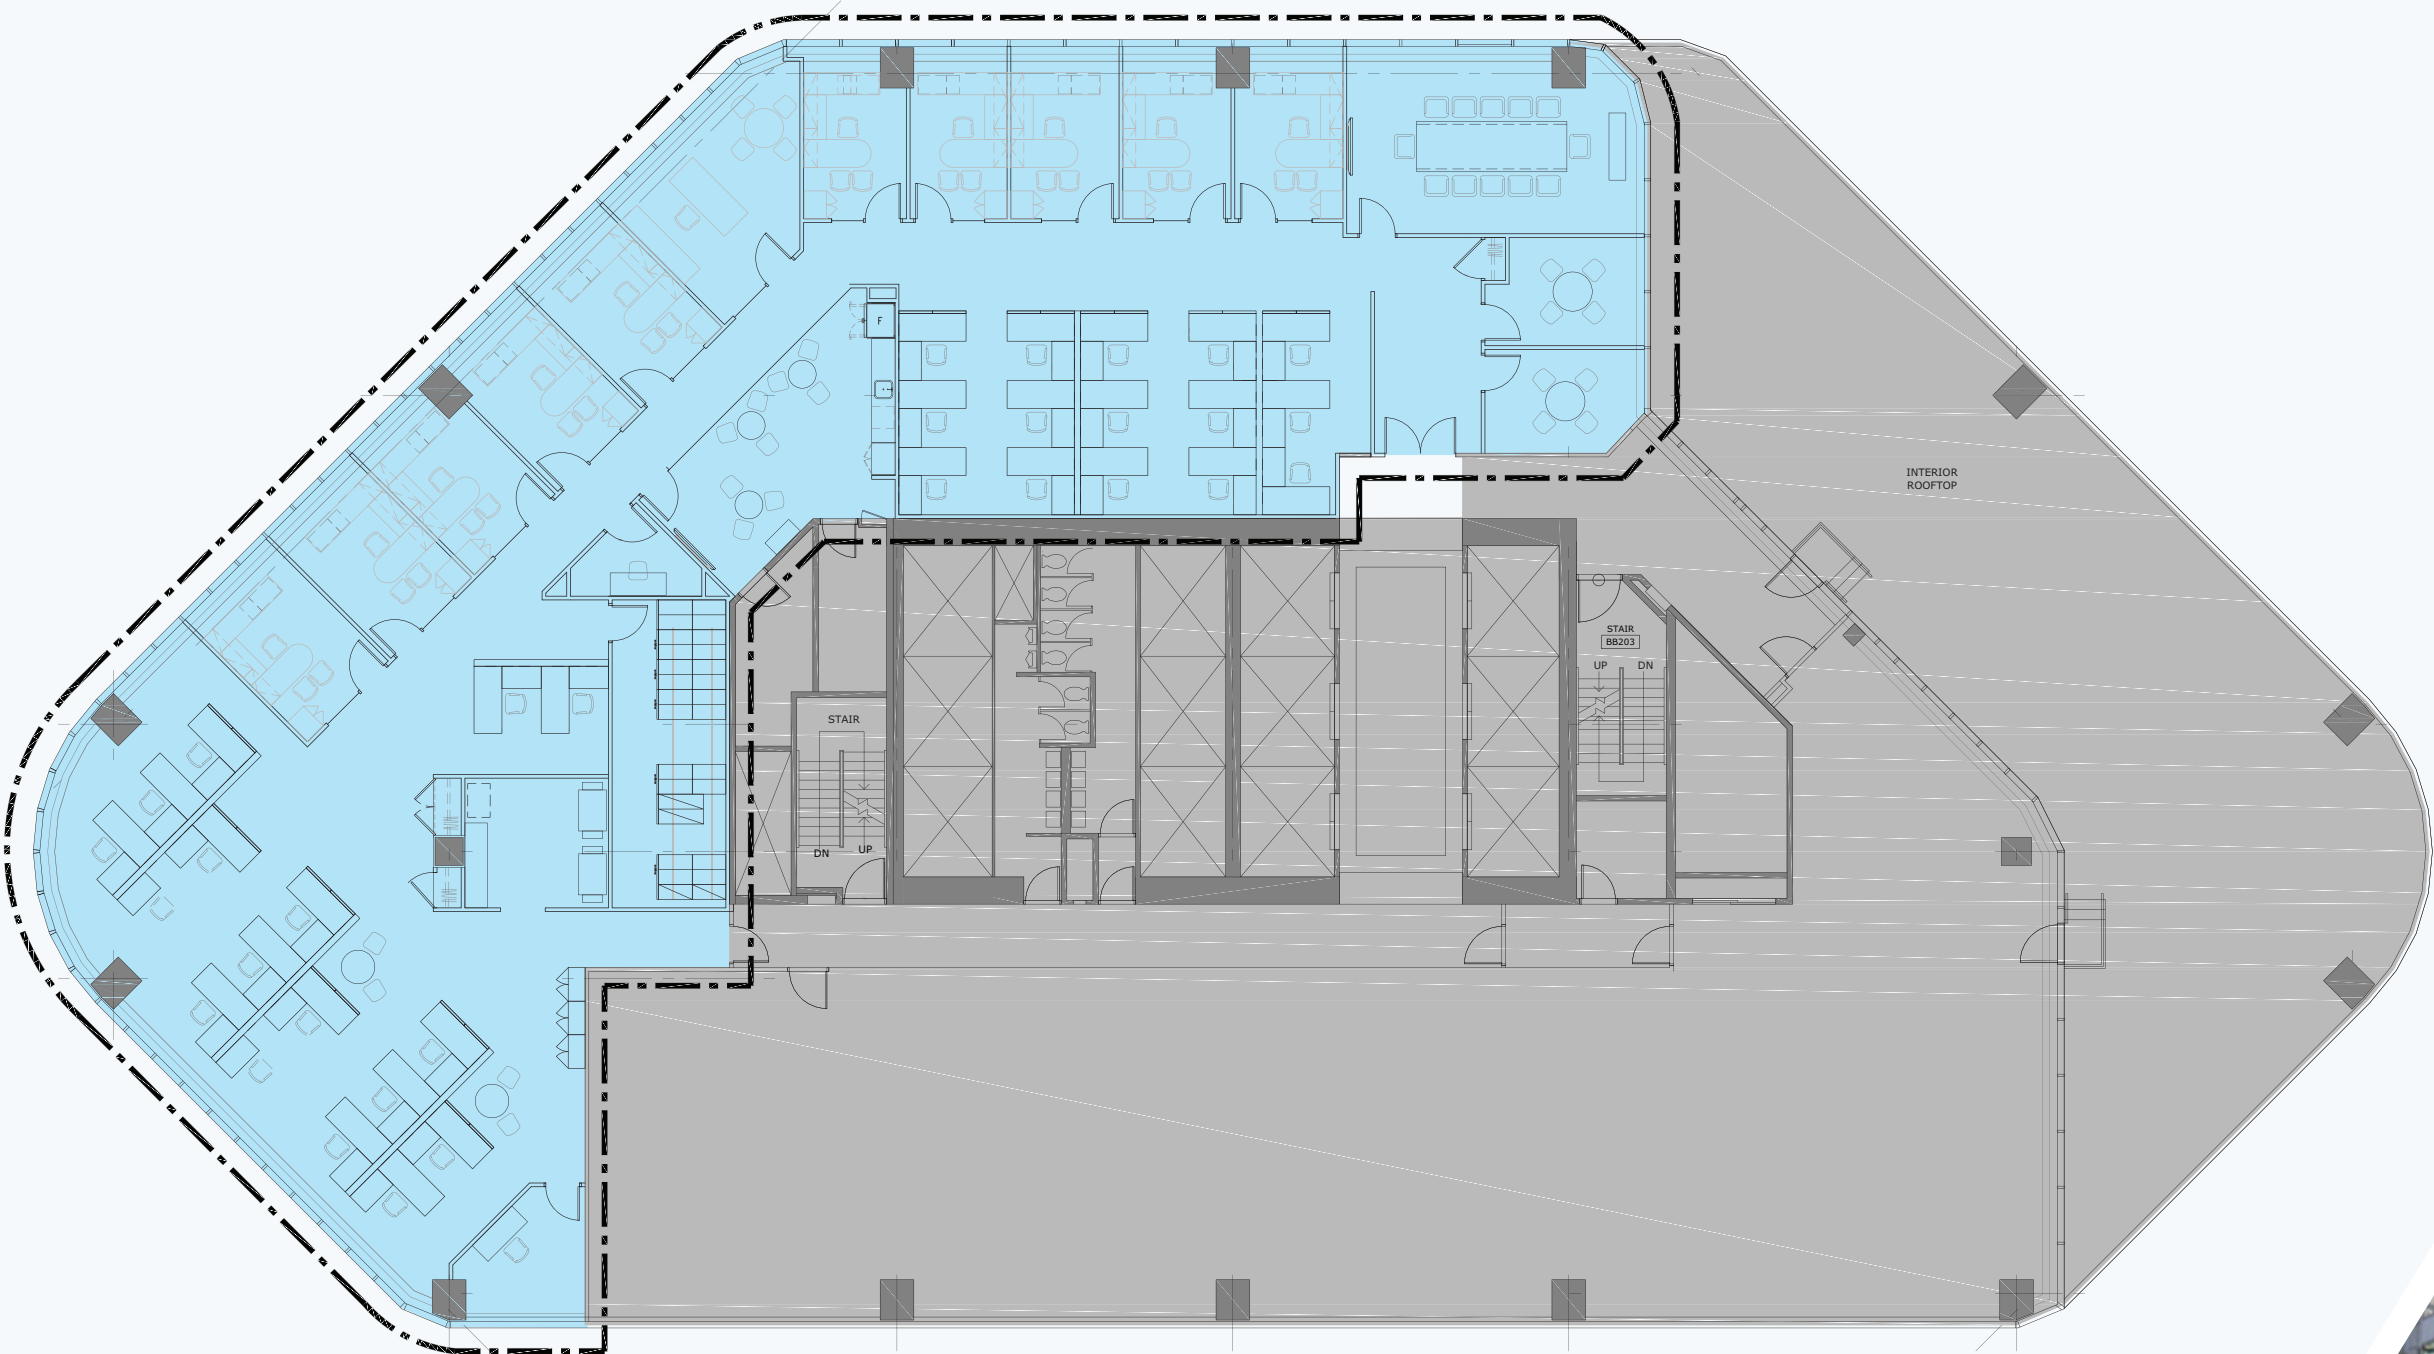 F
INTERIOR
ROOFTOP
STAIR
BB203
UP
DN
STAIR
DN
UP